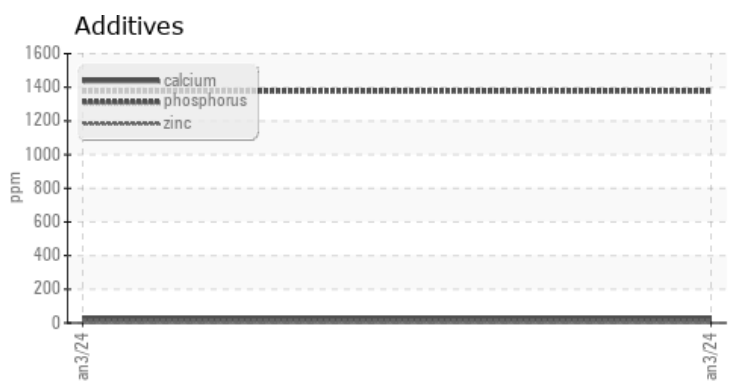 Additives
1600
1400
1200
1000
800
600
400
200
0
ppm
calcium
phosphorus
zinc
an3/24
an3/24